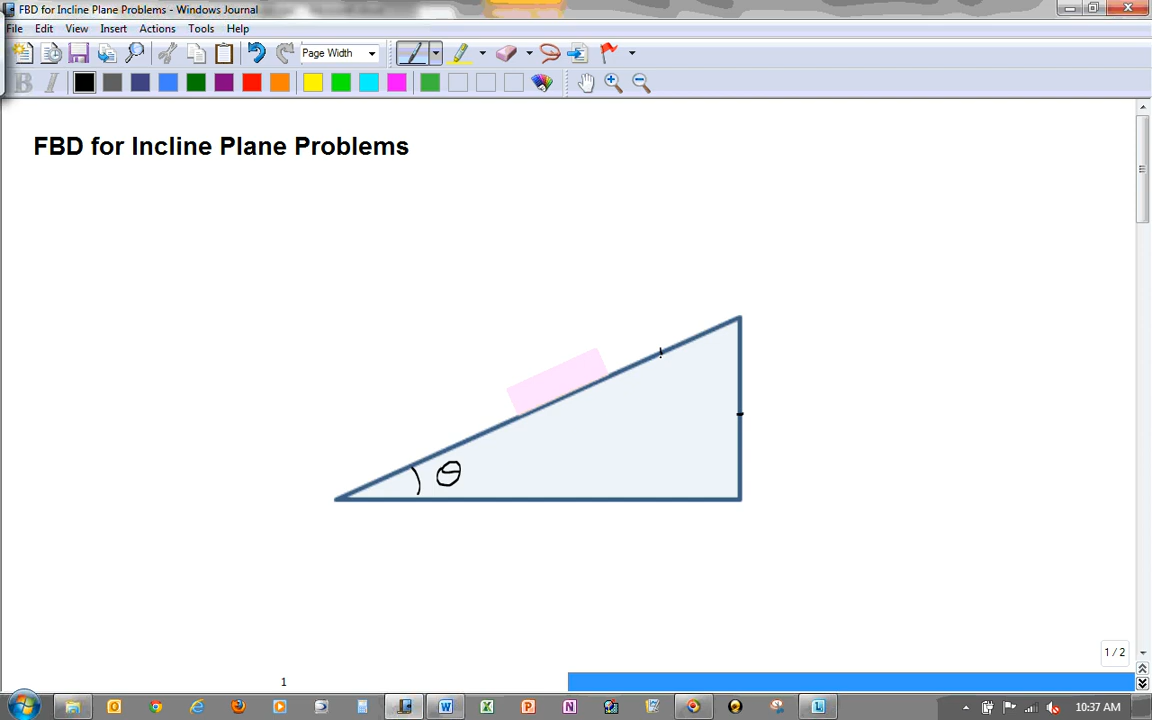 FBD for Incline Plane Problems - Windows Journal
File Edit View Insert Actions Tools Help
Page Width
B I
FBD for Incline Plane Problems
θ
1 / 2
1
10:37 AM